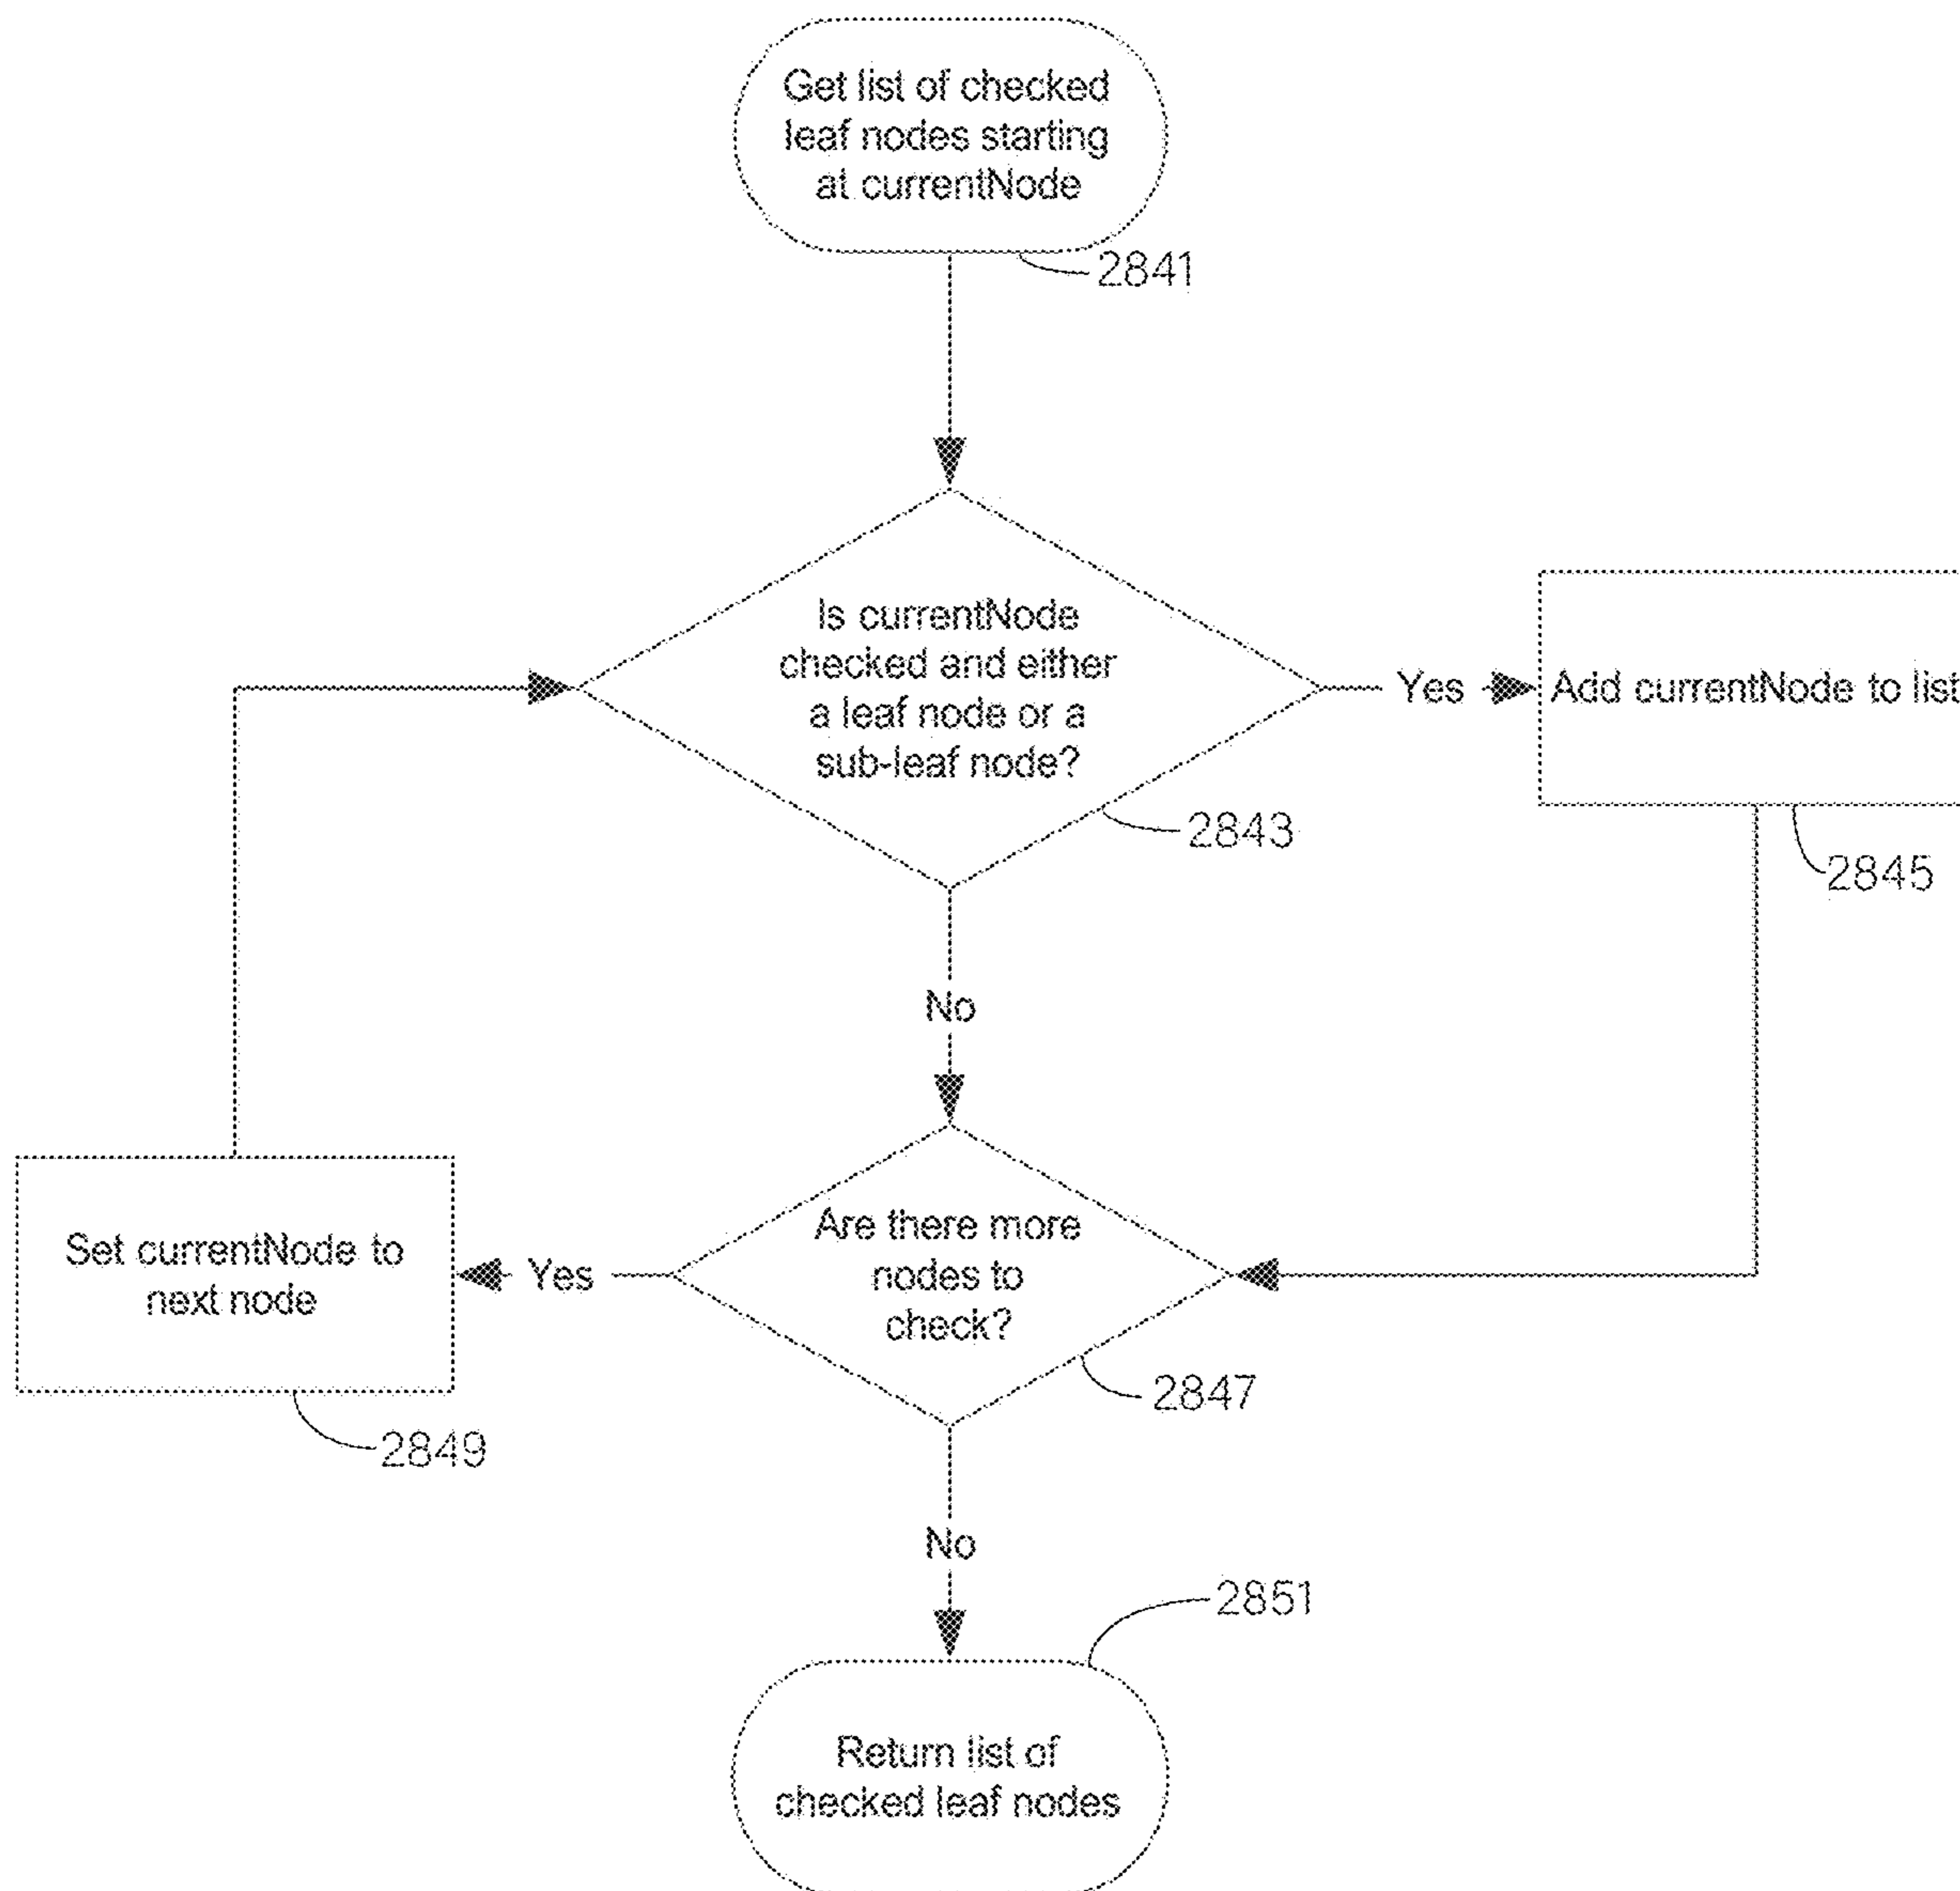 Get list of checked
leaf nodes starting
at currentNode
2841
Is currentNode
checked and either
a leaf node or a
sub-leaf node?
2843
Yes
Add currentNode to list
2845
No
Are there more
nodes to
check?
2847
Yes
Set currentNode to
next node
2849
No
2851
Return list of
checked leaf nodes